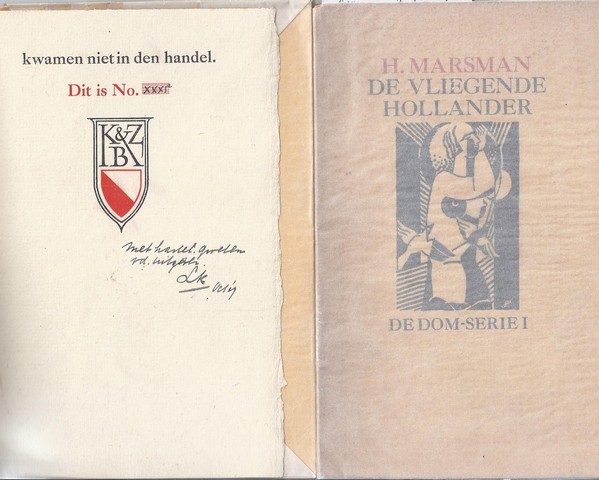 kwamen niet in den handel.
Dit is No. XXXI
K&Z
B
met hartel. groeten
v.d. uitgever
H. MARSMAN
DE VLIEGENDE
HOLLANDER
DE DOM-SERIE I